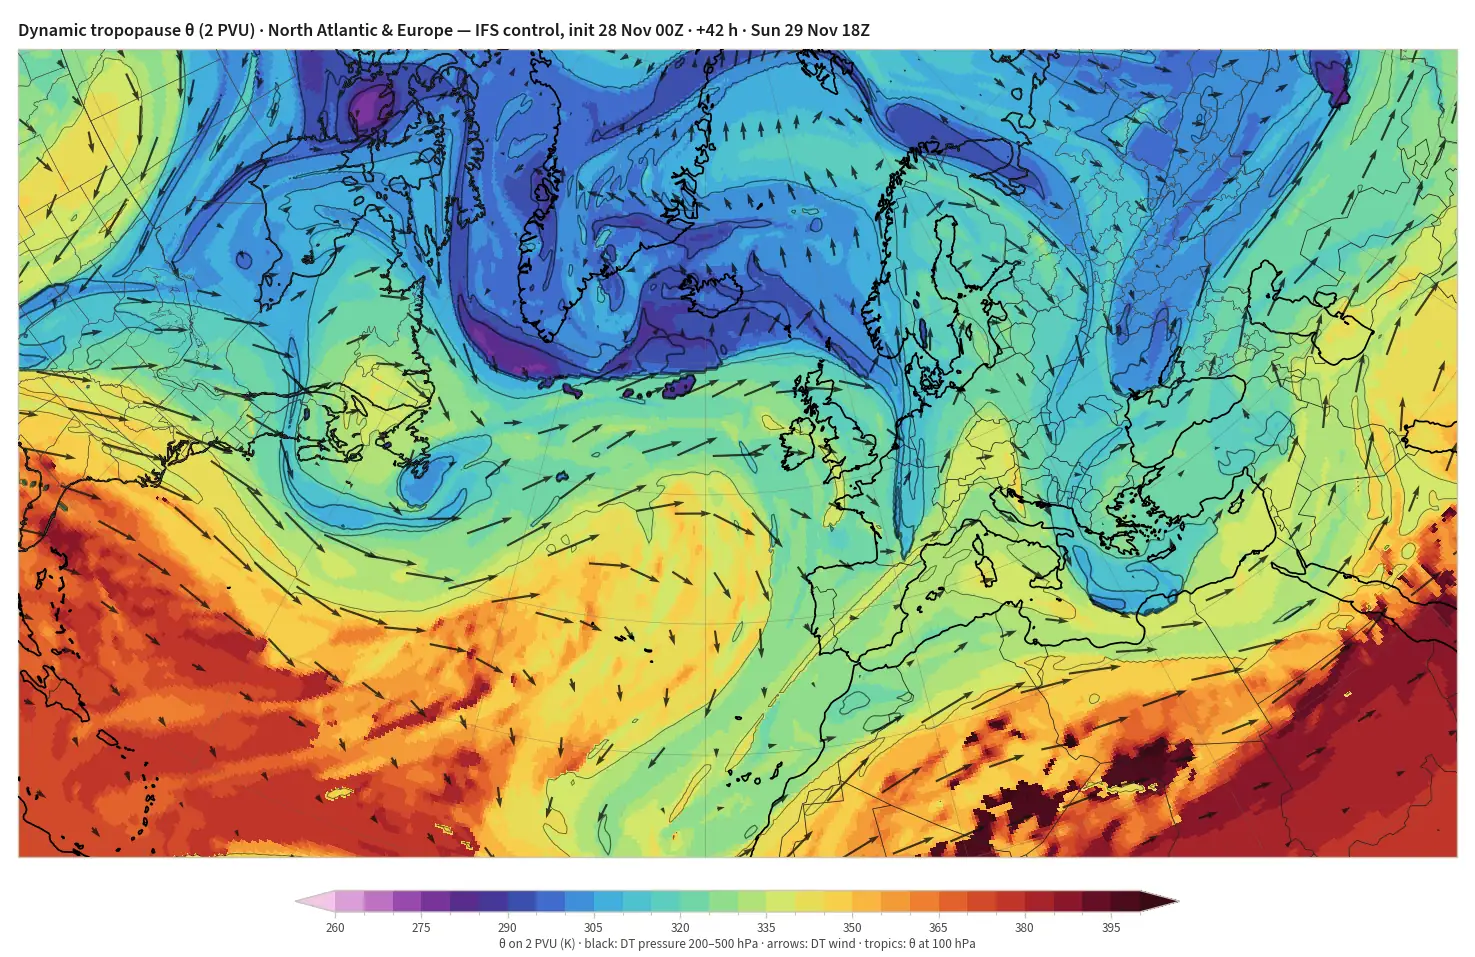 Dynamic tropopause θ (2 PVU) · North Atlantic & Europe — IFS control, init 28 Nov 00Z · +42 h · Sun 29 Nov 18Z
260 275 290 305 320 335 350 365 380 395
θ on 2 PVU (K) · black: DT pressure 200–500 hPa · arrows: DT wind · tropics: θ at 100 hPa